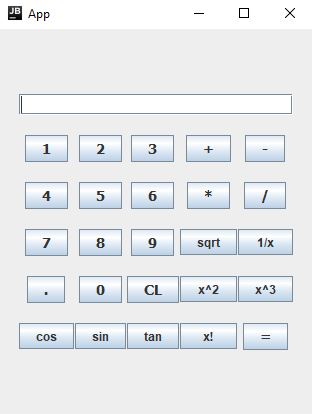 JB App
1 2 3 + -
4 5 6 * /
7 8 9 sqrt 1/x
. 0 CL x^2 x^3
cos sin tan x! =